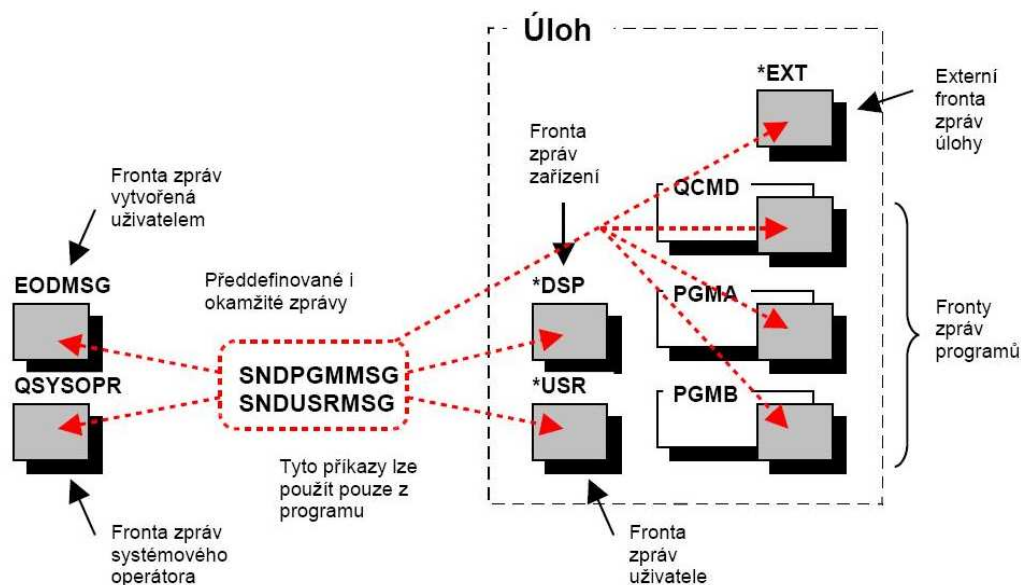 Úloh
*EXT
Externí
fronta
zpráv
úlohy
Fronta
zpráv
zařízení
Fronta zpráv
vytvořená
uživatelem
QCMD
EODMSG
Předdefinované i
okamžité zprávy
*DSP
PGMA
Fronty
zpráv
programů
SNDPGMMSG
SNDUSRMSG
QSYSOPR
*USR
PGMB
Tyto příkazy lze
použít pouze z
programu
Fronta zpráv
systémového
operátora
Fronta
zpráv
uživatele